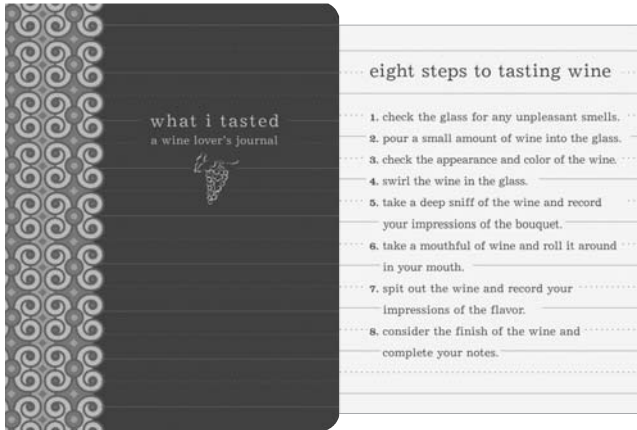 what i tasted
a wine lover's journal
eight steps to tasting wine
1. check the glass for any unpleasant smells.
2. pour a small amount of wine into the glass.
3. check the appearance and color of the wine.
4. swirl the wine in the glass.
5. take a deep sniff of the wine and record
your impressions of the bouquet.
6. take a mouthful of wine and roll it around
in your mouth.
7. spit out the wine and record your
impressions of the flavor.
8. consider the finish of the wine and
complete your notes.